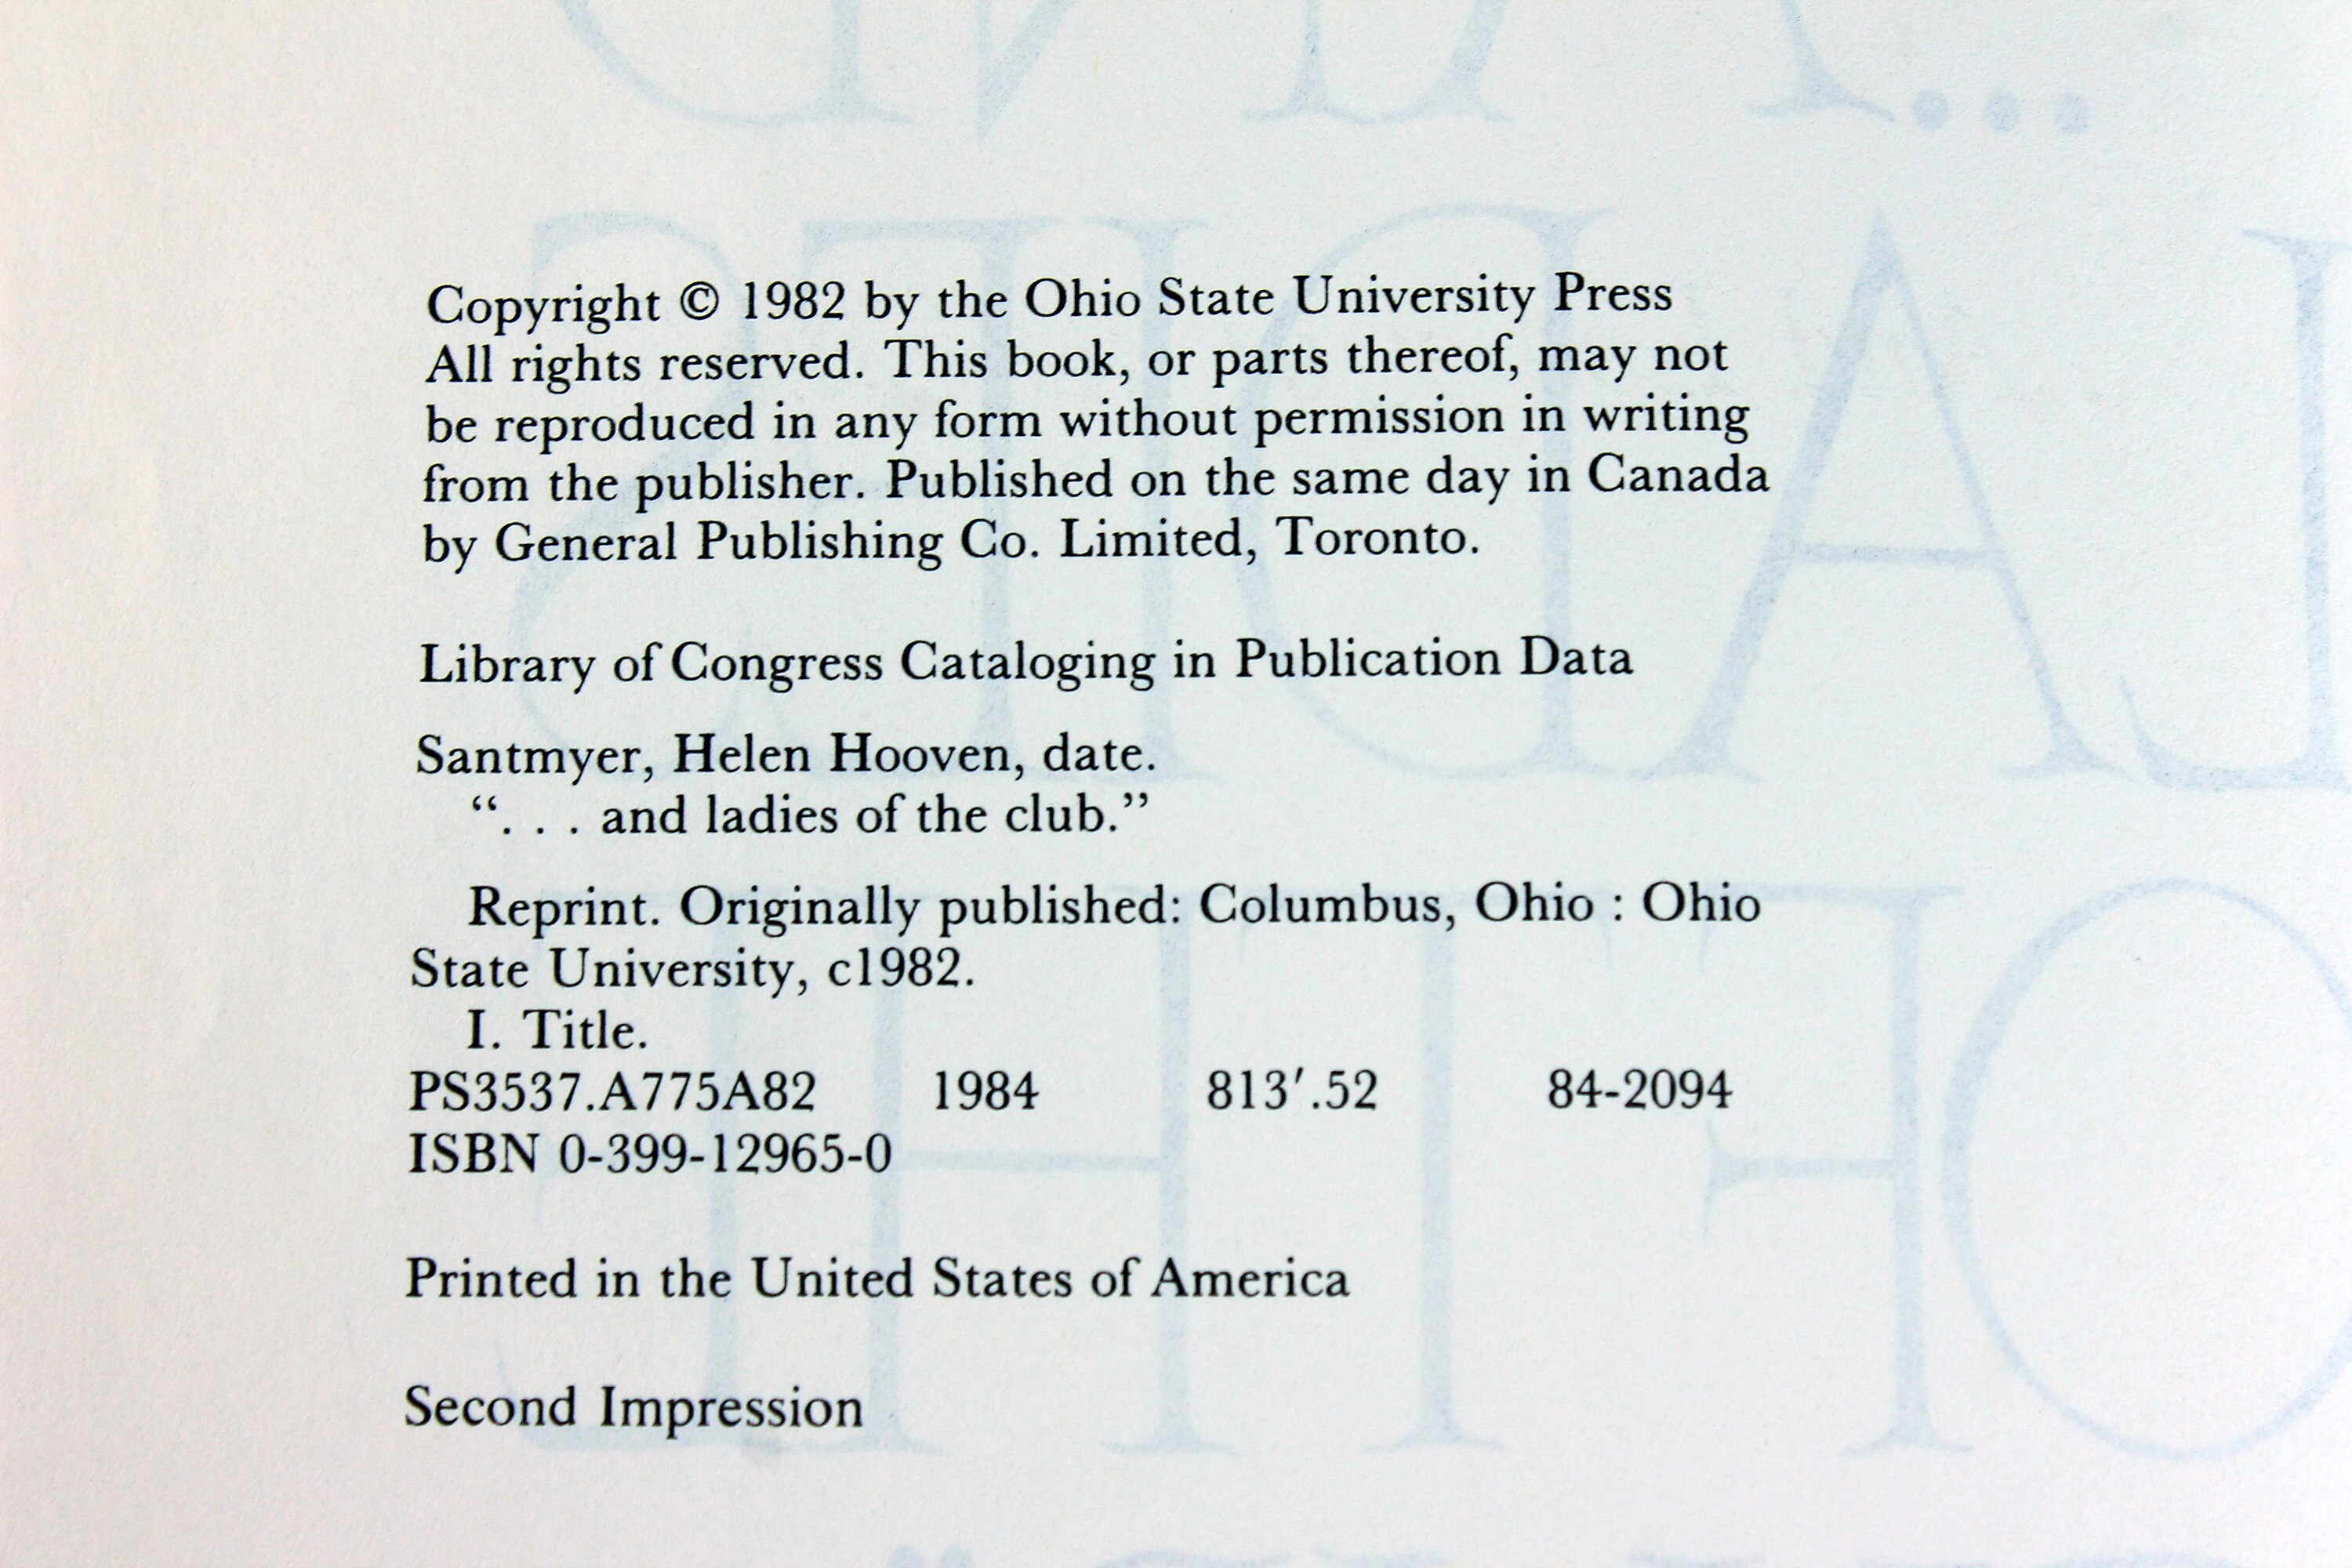 Copyright © 1982 by the Ohio State University Press
All rights reserved. This book, or parts thereof, may not
be reproduced in any form without permission in writing
from the publisher. Published on the same day in Canada
by General Publishing Co. Limited, Toronto.
Library of Congress Cataloging in Publication Data
Santmyer, Helen Hooven, date.
“. . . and ladies of the club.”
Reprint. Originally published: Columbus, Ohio : Ohio
State University, c1982.
I. Title.
PS3537.A775A82 1984 813′.52 84-2094
ISBN 0-399-12965-0
Printed in the United States of America
Second Impression